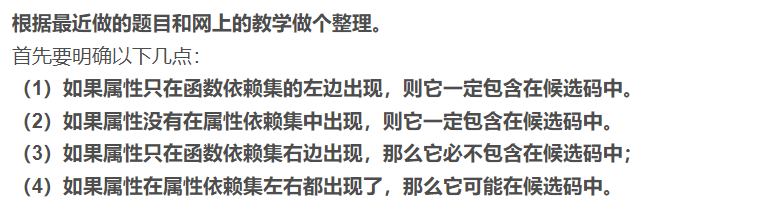 根据最近做的题目和网上的教学做个整理。
首先要明确以下几点：
（1）如果属性只在函数依赖集的左边出现，则它一定包含在候选码中。
（2）如果属性没有在属性依赖集中出现，则它一定包含在候选码中。
（3）如果属性只在函数依赖集右边出现，那么它必不包含在候选码中；
（4）如果属性在属性依赖集左右都出现了，那么它可能在候选码中。